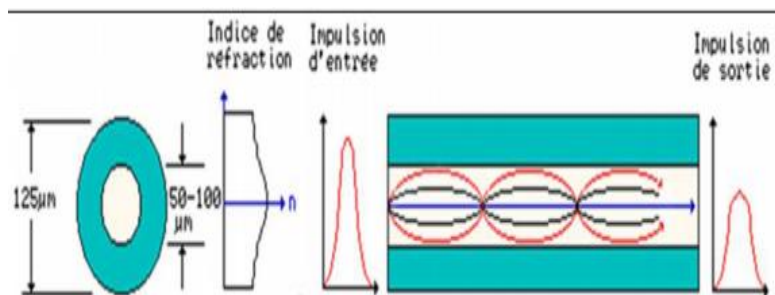 Indice de
réfraction
Impulsion
d'entrée
Impulsion
de sortie
125µm
50-100
µm
n